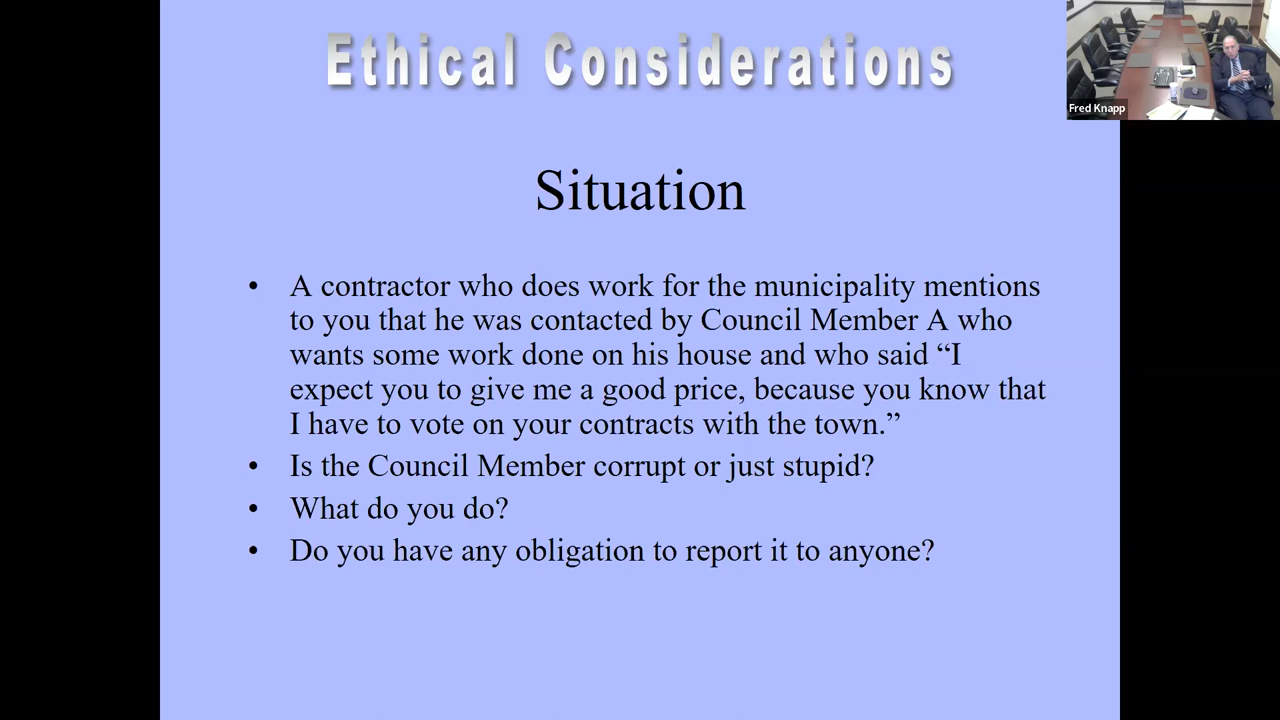 Ethical Considerations
Fred Knapp
Situation
• A contractor who does work for the municipality mentions
to you that he was contacted by Council Member A who
wants some work done on his house and who said “I
expect you to give me a good price, because you know that
I have to vote on your contracts with the town.”
• Is the Council Member corrupt or just stupid?
• What do you do?
• Do you have any obligation to report it to anyone?